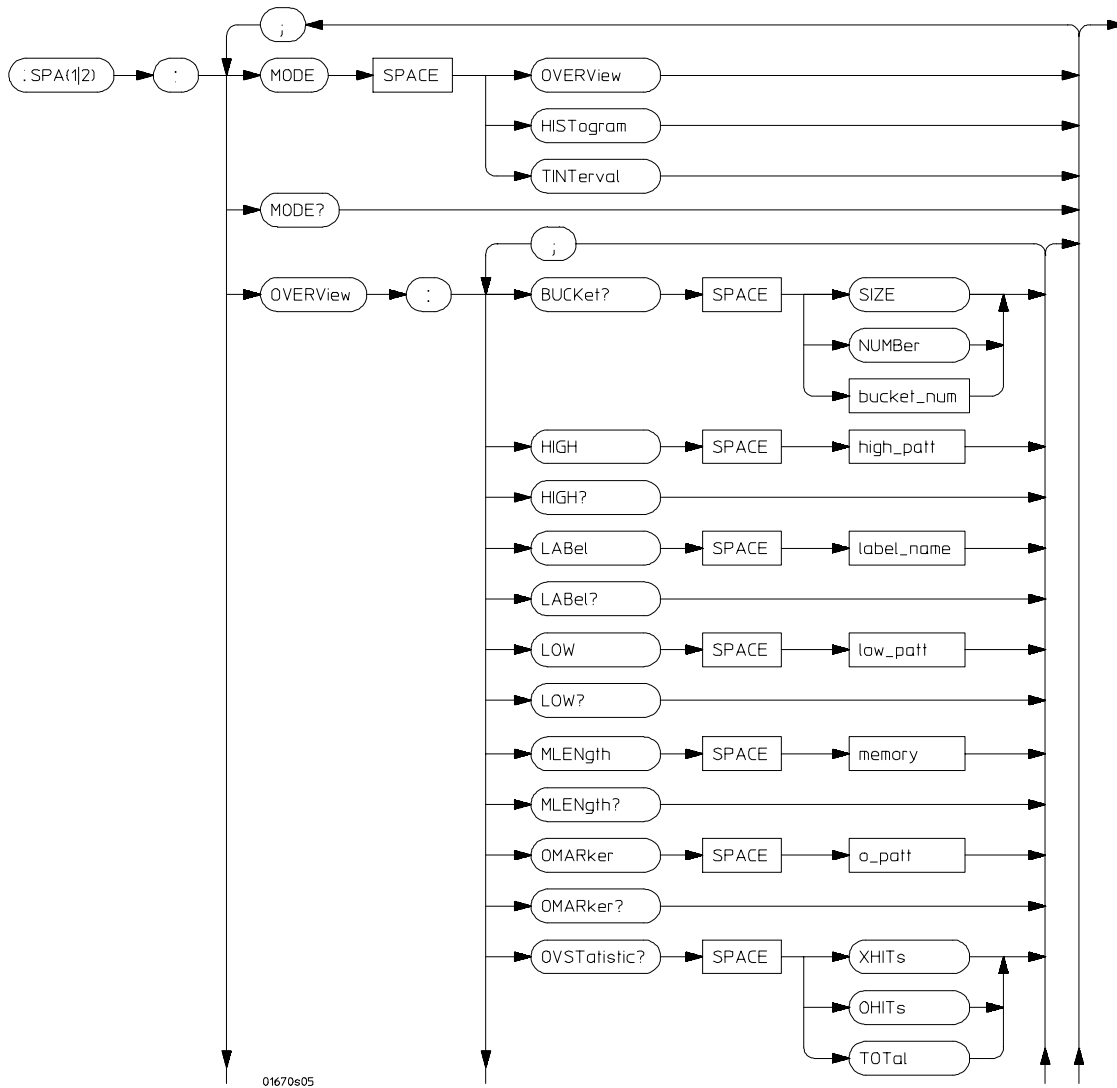 ;
:SPA(1|2) : MODE SPACE OVERView
HISTogram
TINTerval
MODE?
;
OVERView : BUCKet? SPACE SIZE
NUMBer
bucket_num
HIGH SPACE high_patt
HIGH?
LABel SPACE label_name
LABel?
LOW SPACE low_patt
LOW?
MLENgth SPACE memory
MLENgth?
OMARker SPACE o_patt
OMARker?
OVSTatistic? SPACE XHITs
OHITs
TOTal
01670s05